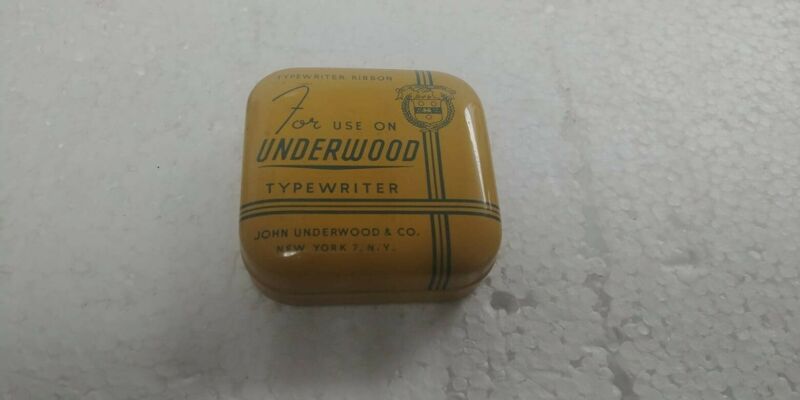 TYPEWRITER RIBBON
For USE ON
UNDERWOOD
TYPEWRITER
JOHN UNDERWOOD & CO.
NEW YORK 7, N.Y.